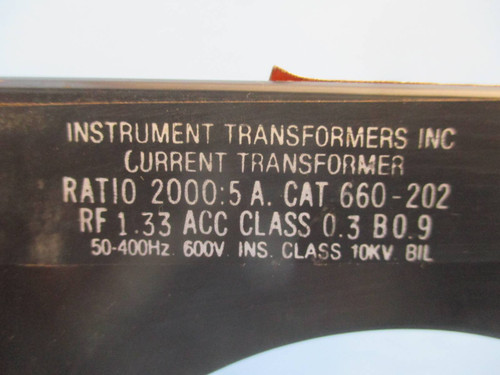 INSTRUMENT TRANSFORMERS INC
CURRENT TRANSFORMER
RATIO 2000:5 A. CAT 660-202
RF 1.33 ACC CLASS 0.3 B0.9
50-400Hz. 600V. INS. CLASS 10KV. BIL